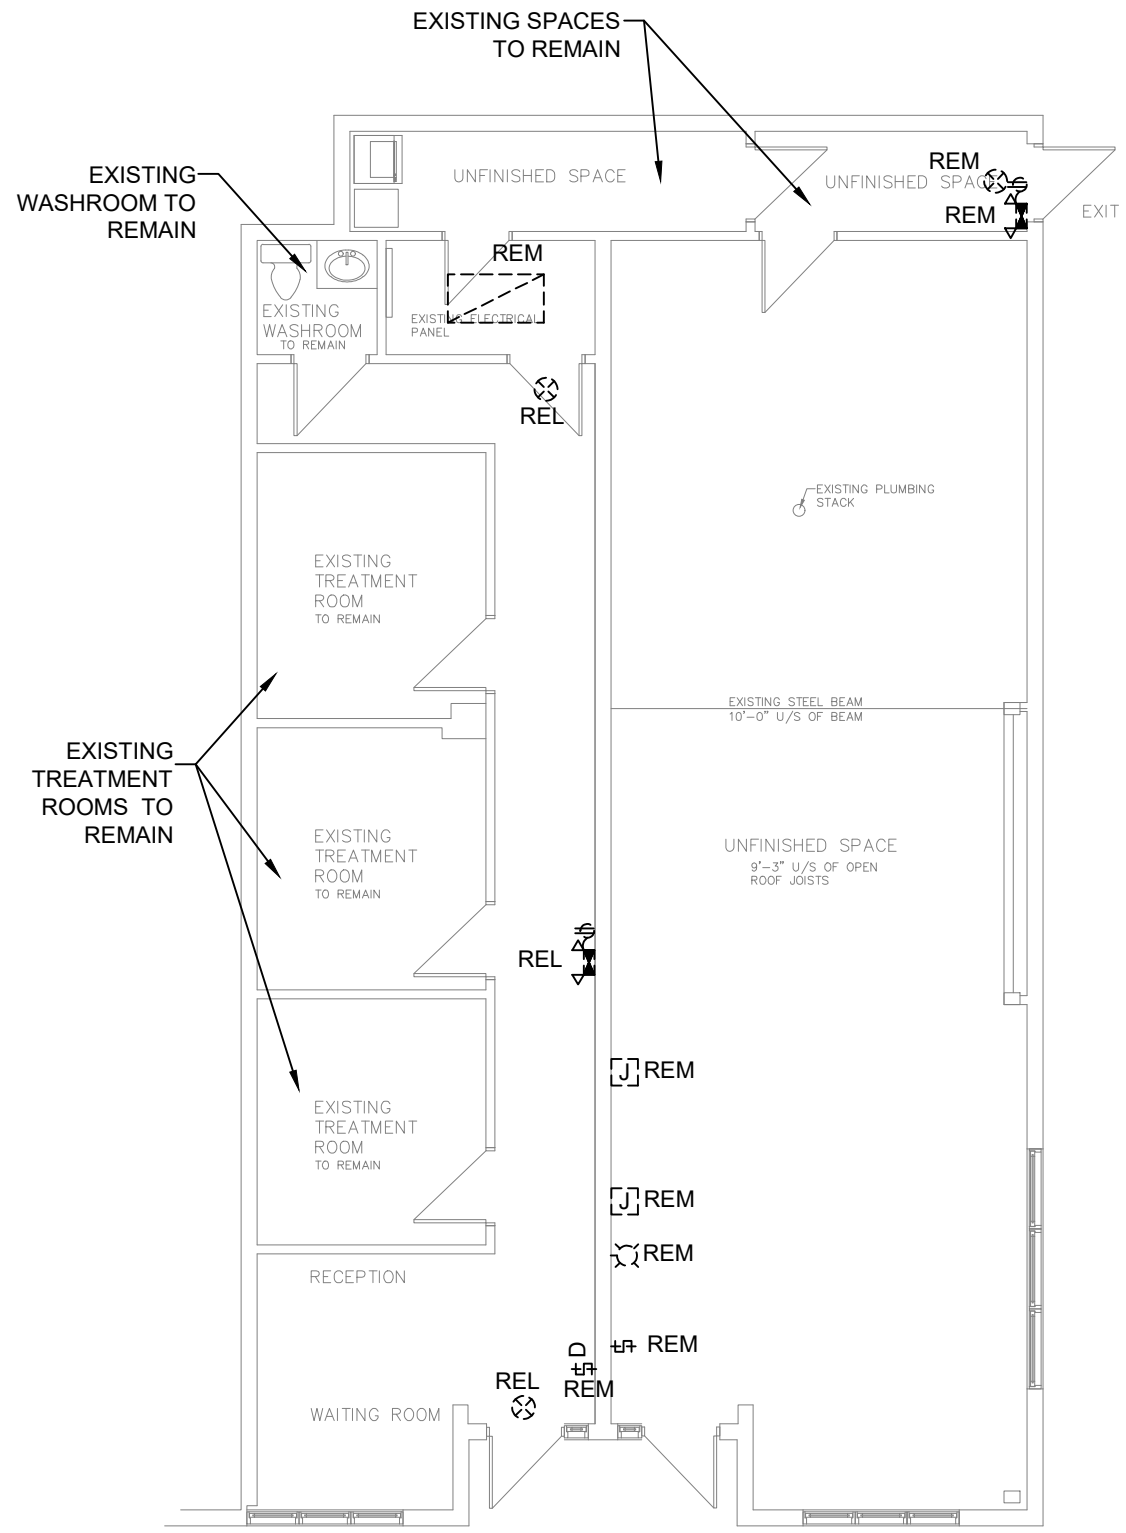 EXISTING SPACES
TO REMAIN
EXISTING
WASHROOM TO
REMAIN
UNFINISHED SPACE
REM
UNFINISHED SPACE
REM
EXIT
REM
EXISTING
WASHROOM
TO REMAIN
EXISTING ELECTRICAL
PANEL
REL
EXISTING PLUMBING
STACK
EXISTING
TREATMENT
ROOM
TO REMAIN
EXISTING STEEL BEAM
10'-0" U/S OF BEAM
EXISTING
TREATMENT
ROOMS TO
REMAIN
EXISTING
TREATMENT
ROOM
TO REMAIN
UNFINISHED SPACE
9'-3" U/S OF OPEN
ROOF JOISTS
REL
J REM
EXISTING
TREATMENT
ROOM
TO REMAIN
J REM
REM
RECEPTION
REM
D
REM
REL
WAITING ROOM